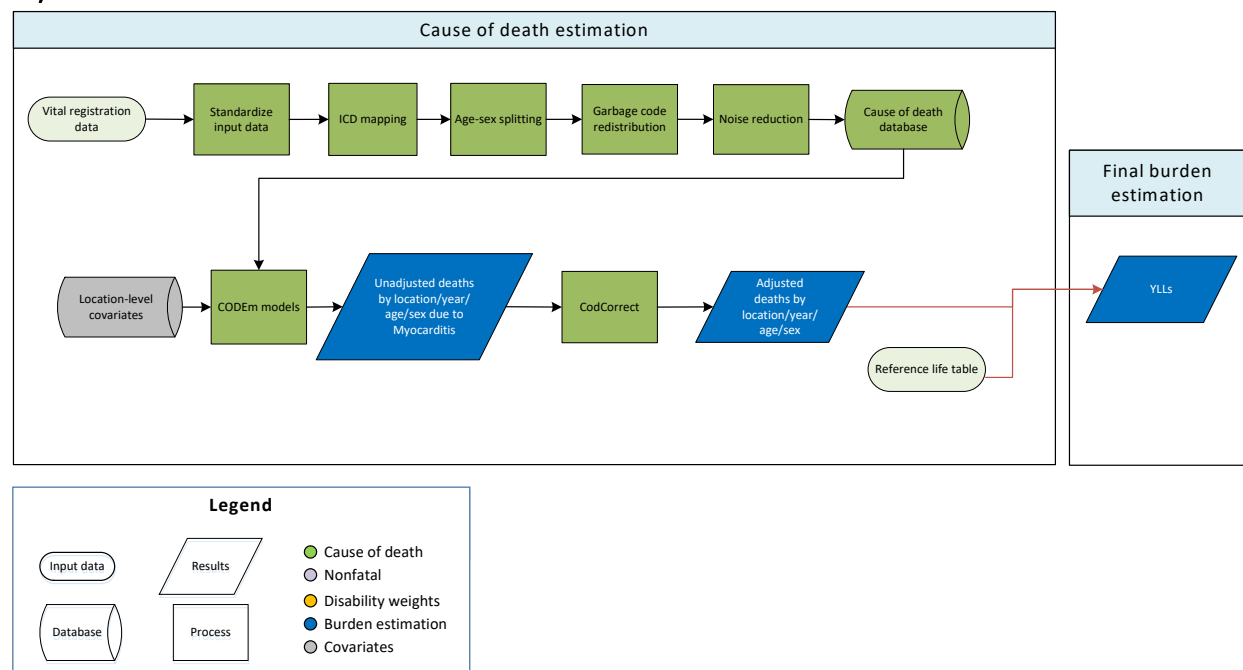 Cause of death estimation
Vital registration
data
Standardize
input data
ICD mapping
Age-sex splitting
Garbage code
redistribution
Noise reduction
Cause of death
database
Final burden
estimation
Location-level
covariates
CODEm models
Unadjusted deaths
by location/year/
age/sex due to
Myocarditis
CodCorrect
Adjusted
deaths by
location/year/
age/sex
YLLs
Reference life table
Legend
Input data
Results
Database
Process
Cause of death
Nonfatal
Disability weights
Burden estimation
Covariates